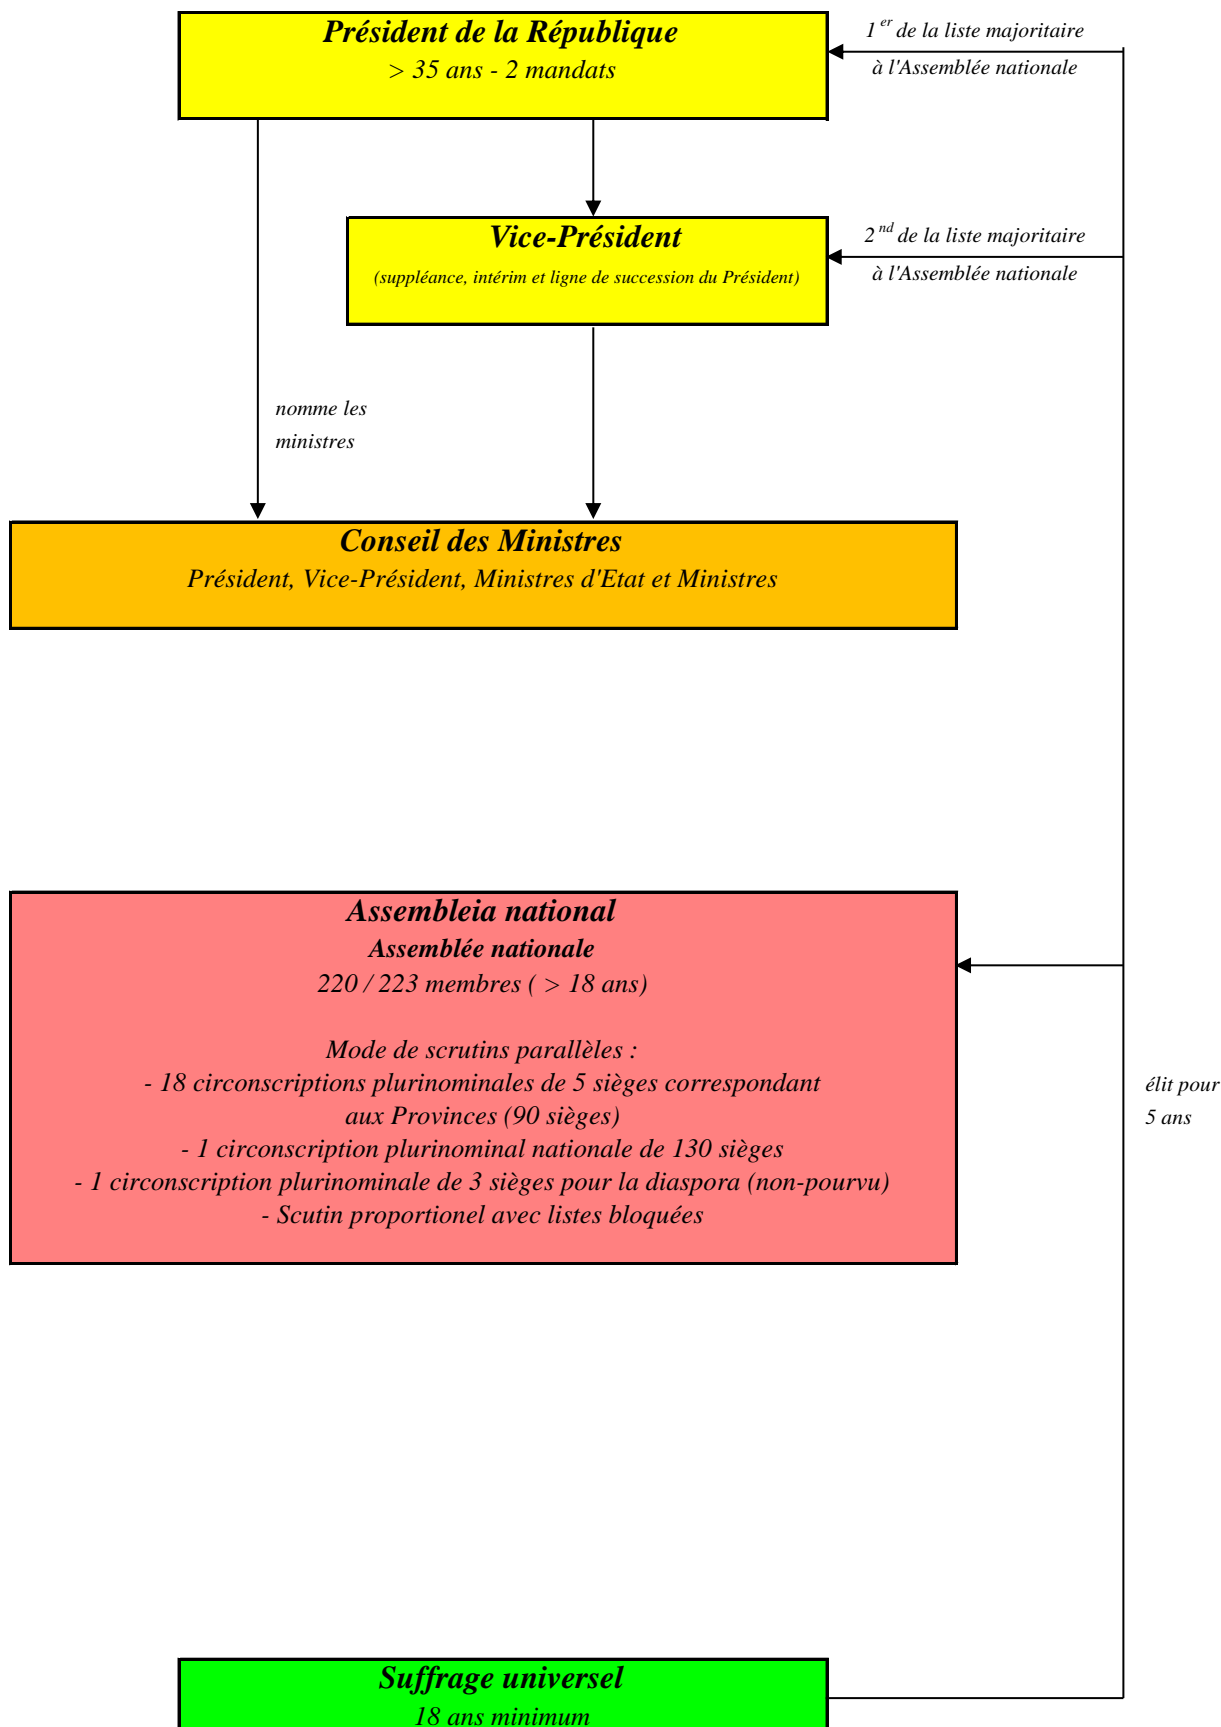 Président de la République
> 35 ans - 2 mandats
1er de la liste majoritaire
à l'Assemblée nationale
Vice-Président
(suppléance, intérim et ligne de succession du Président)
2nd de la liste majoritaire
à l'Assemblée nationale
nomme les
ministres
Conseil des Ministres
Président, Vice-Président, Ministres d'Etat et Ministres
Assembleia national
Assemblée nationale
220 / 223 membres ( > 18 ans)
Mode de scrutins parallèles :
- 18 circonscriptions plurinominales de 5 sièges correspondant
aux Provinces (90 sièges)
- 1 circonscription plurinominal nationale de 130 sièges
- 1 circonscription plurinominale de 3 sièges pour la diaspora (non-pourvu)
- Scutin proportionel avec listes bloquées
élit pour
5 ans
Suffrage universel
18 ans minimum